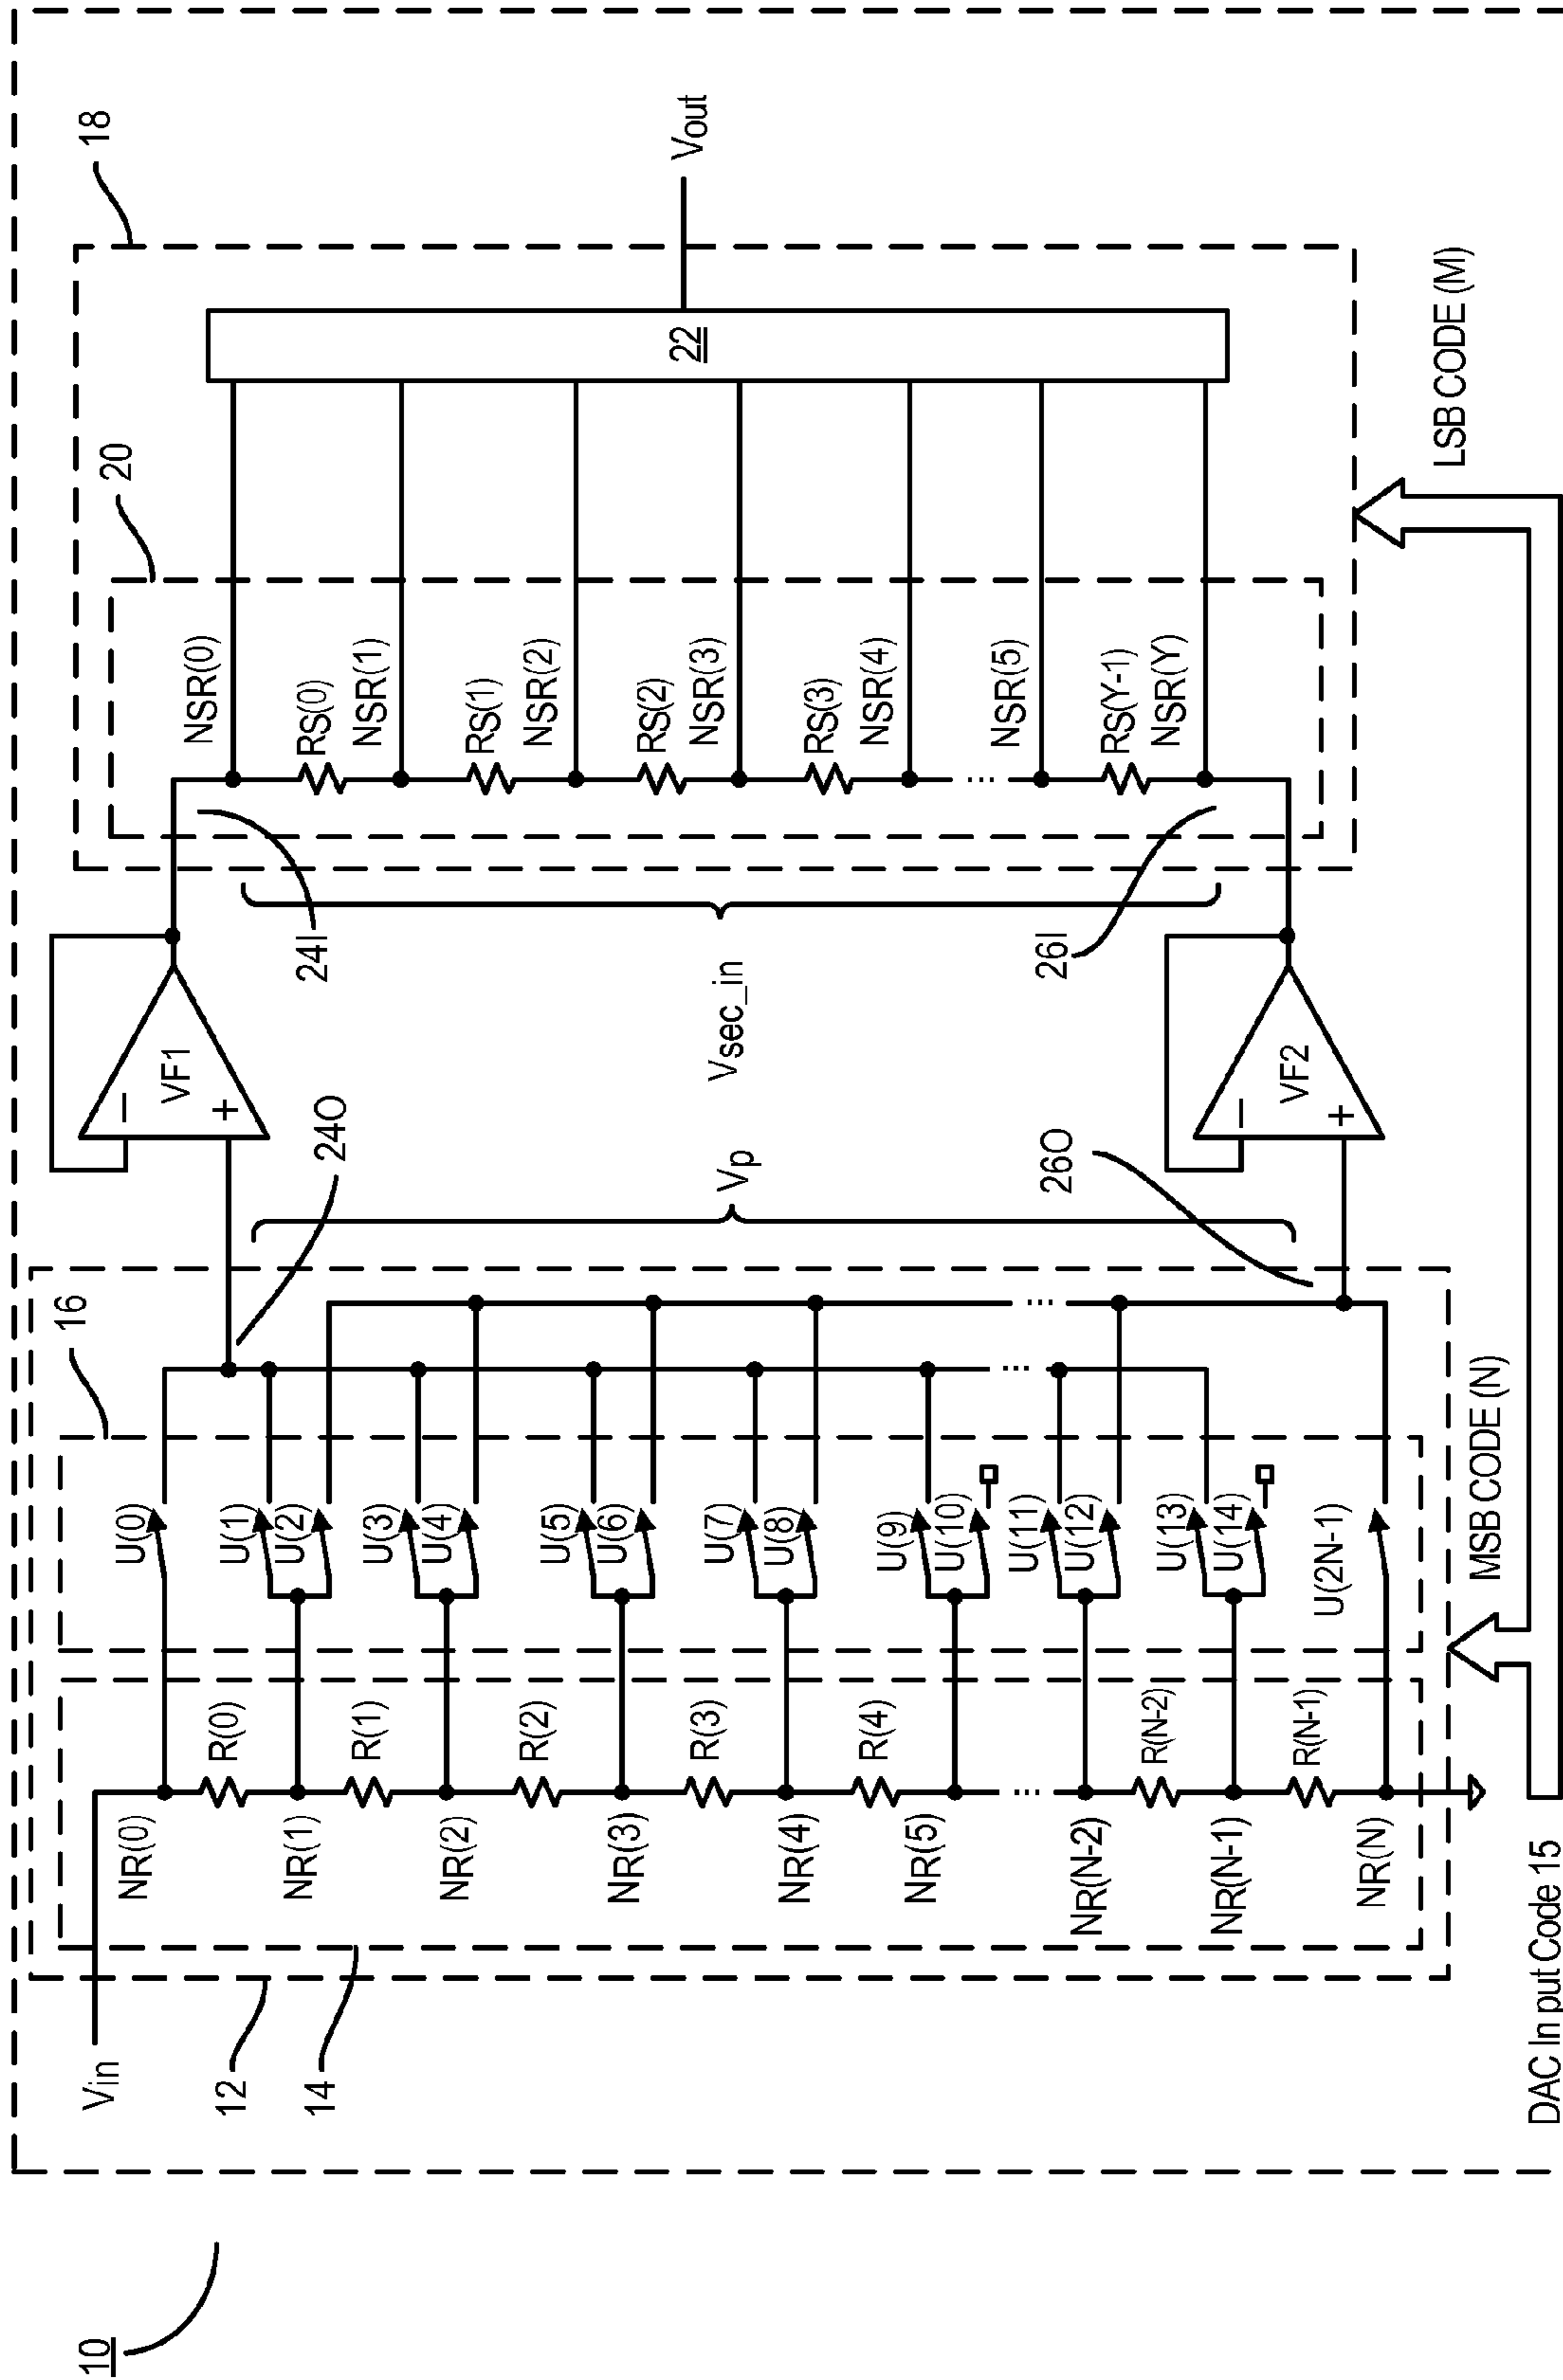 10
Vin
12
14
16
18
20
NR(0)
NR(1)
NR(2)
NR(3)
NR(4)
NR(5)
...
NR(N-2)
NR(N-1)
NR(N)
R(0)
R(1)
R(2)
R(3)
R(4)
R(N-2)
R(N-1)
U(0)
U(1)
U(2)
U(3)
U(4)
U(5)
U(6)
U(7)
U(8)
U(9)
U(10)
U(11)
U(12)
U(13)
U(14)
U(2N-1)
...
...
24O
Vp
26O
−
VF1
+
−
VF2
+
24I
Vsec_in
26I
NSR(0)
RS(0)
NSR(1)
RS(1)
NSR(2)
RS(2)
NSR(3)
RS(3)
NSR(4)
...
NSR(5)
RS(Y-1)
NSR(Y)
22
Vout
MSB CODE (N)
LSB CODE (M)
DAC In put Code 15